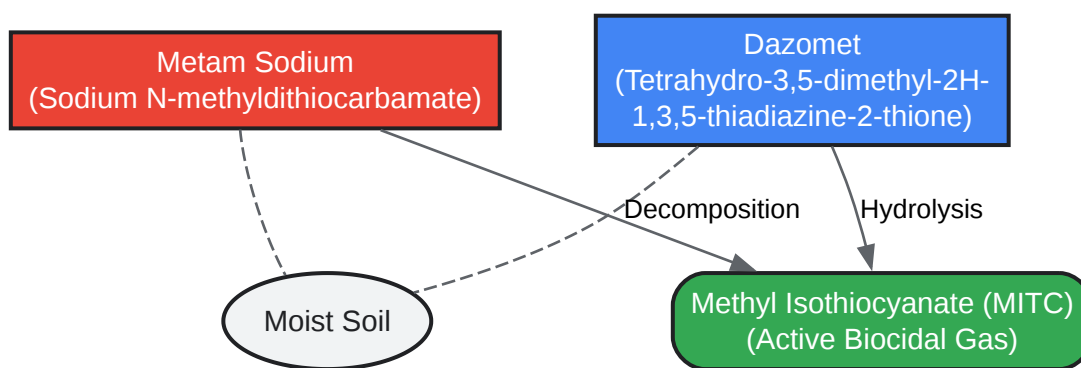 Metam Sodium
(Sodium N-methyldithiocarbamate)
Dazomet
(Tetrahydro-3,5-dimethyl-2H-
1,3,5-thiadiazine-2-thione)
Decomposition
Hydrolysis
Moist Soil
Methyl Isothiocyanate (MITC)
(Active Biocidal Gas)